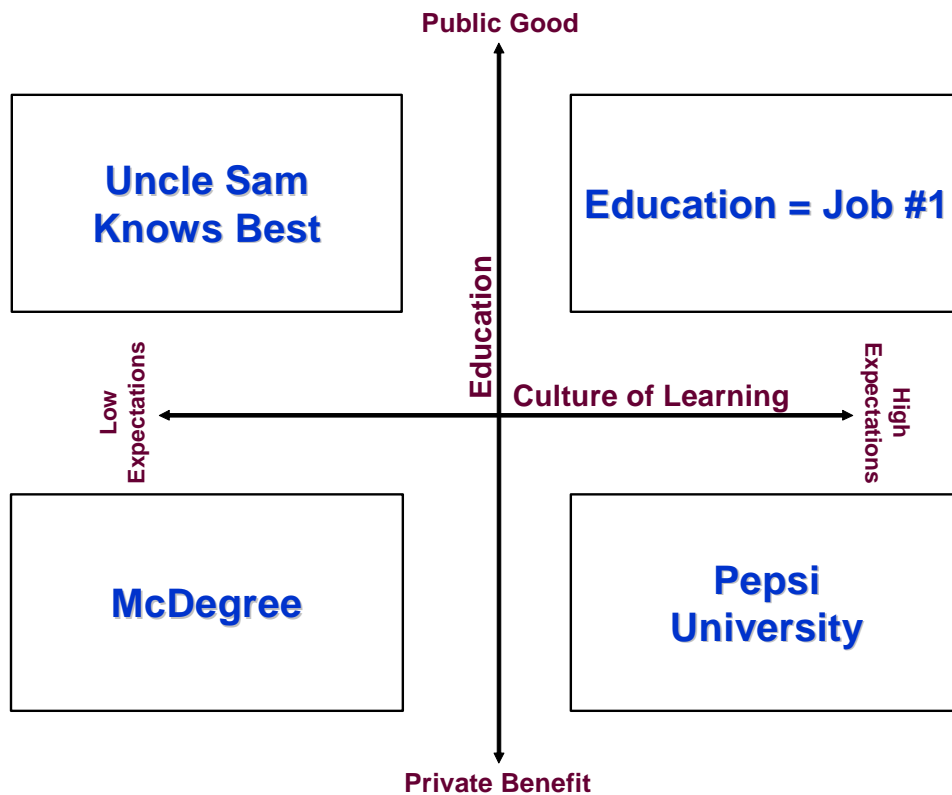 Public Good
Uncle Sam
Knows Best
Education = Job #1
Education
Low
Expectations
Culture of Learning
High
Expectations
McDegree
Pepsi
University
Private Benefit